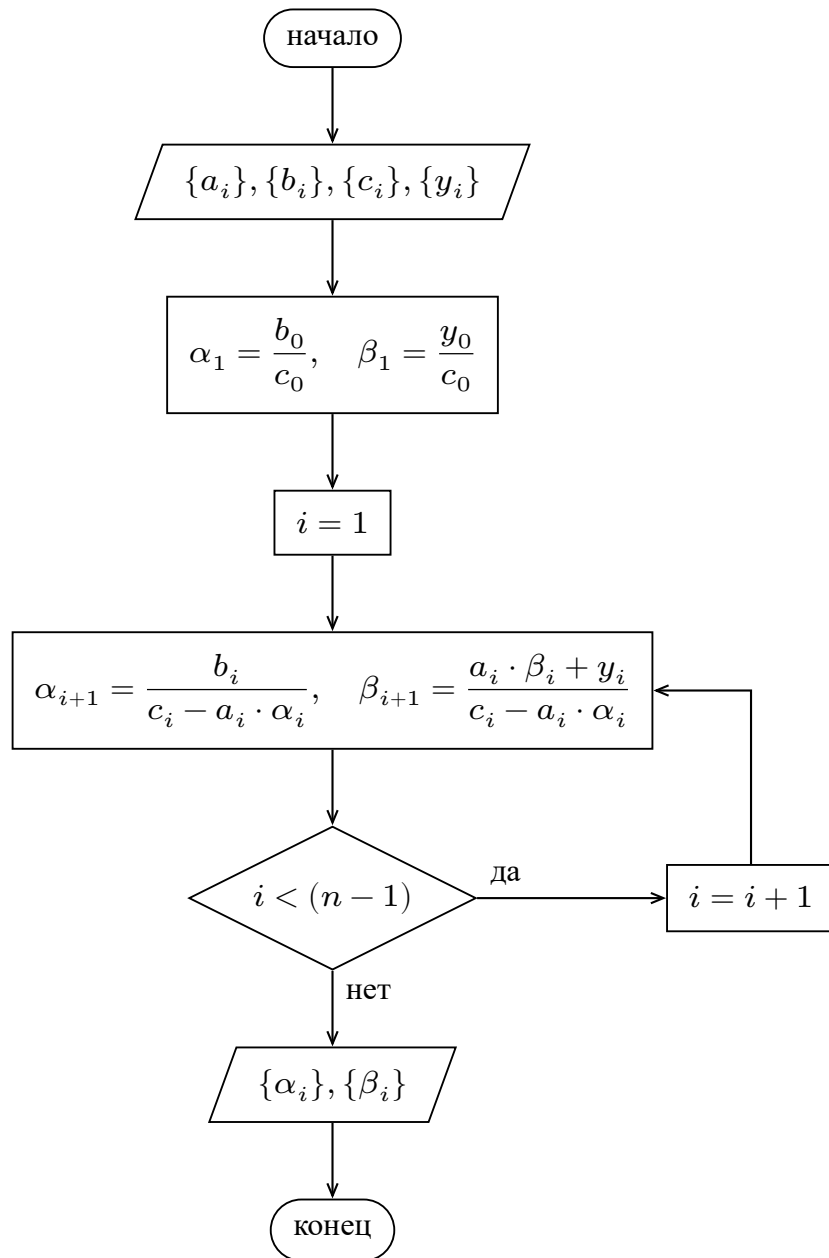 начало
{a_i}, {b_i}, {c_i}, {y_i}
α_1 = b_0/c_0, β_1 = y_0/c_0
i = 1
α_{i+1} = b_i/(c_i − a_i · α_i), β_{i+1} = (a_i · β_i + y_i)/(c_i − a_i · α_i)
i < (n − 1)
да
i = i + 1
нет
{α_i}, {β_i}
конец